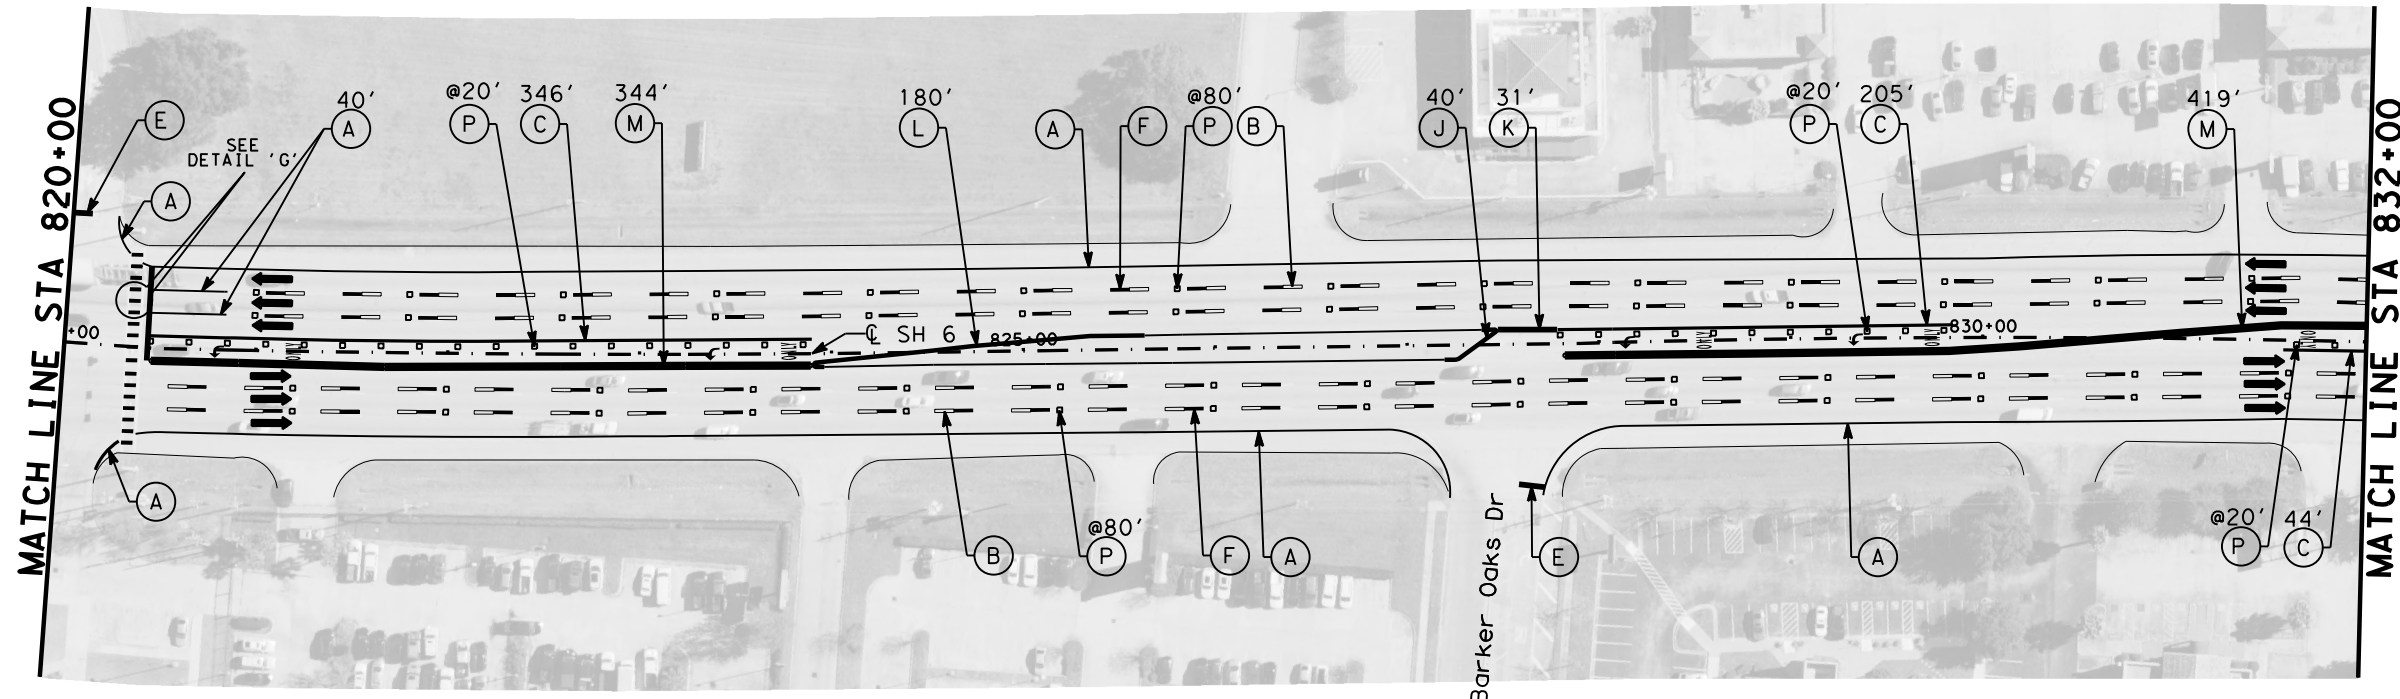 MATCH LINE STA 820+00
E
SEE
DETAIL 'G'
A
40'
A
@20'
P
346'
C
344'
M
180'
L
A
F
@80'
P
B
40'
J
31'
K
@20'
P
205'
C
419'
M
MATCH LINE STA 832+00
+00
℄ SH 6
825+00
830+00
ONLY
ONLY
ONLY
ONLY
ONLY
A
B
@80'
P
F
A
Barker Oaks Dr
E
A
@20'
P
44'
C